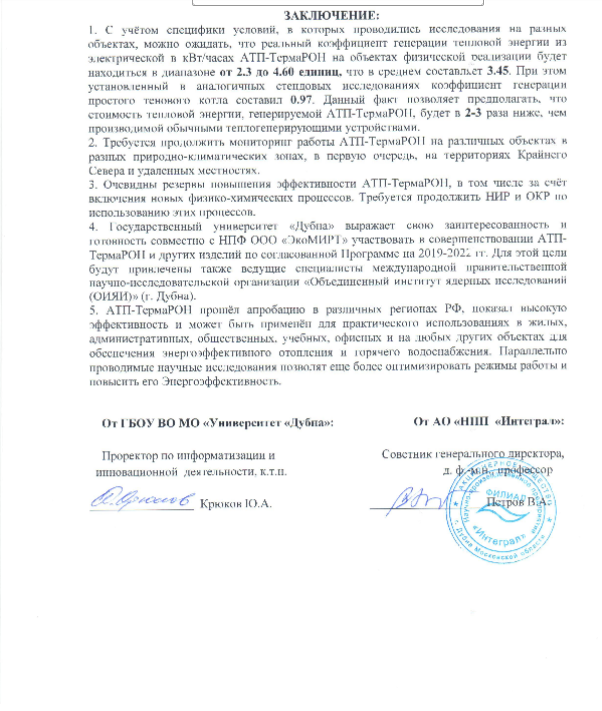 ЗАКЛЮЧЕНИЕ:
1. С учётом специфики условий, в которых проводились исследования на разных
объектах, можно ожидать, что реальный коэффициент генерации тепловой энергии из
электрической в кВт/часах АТП-ТермаРОН на объектах физической реализации будет
находиться в диапазоне от 2.3 до 4.60 единиц, что в среднем составляет 3.45. При этом
установленный в аналогичных стендовых исследованиях коэффициент генерации
простого тенового котла составил 0.97. Данный факт позволяет предполагать, что
стоимость тепловой энергии, генерируемой АТП-ТермаРОН, будет в 2-3 раза ниже, чем
производимой обычными теплогенерирующими устройствами.
2. Требуется продолжить мониторинг работы АТП-ТермаРОН на различных объектах в
разных природно-климатических зонах, в первую очередь, на территориях Крайнего
Севера и удаленных местностях.
3. Очевидны резервы повышения эффективности АТП-ТермаРОН, в том числе за счёт
включения новых физико-химических процессов. Требуется продолжить НИР и ОКР по
использованию этих процессов.
4. Государственный университет «Дубна» выражает свою заинтересованность и
готовность совместно с НПФ ООО «ЭкоМИРТ» участвовать в совершенствовании АТП-
ТермаРОН и других изделий по согласованной Программе на 2019-2022 гг. Для этой цели
будут привлечены также ведущие специалисты международной правительственной
научно-исследовательской организации «Объединенный институт ядерных исследований
(ОИЯИ)» (г. Дубна).
5. АТП-ТермаРОН прошёл апробацию в различных регионах РФ, показал высокую
эффективность и может быть применён для практического использованиях в жилых,
административных, общественных, учебных, офисных и на любых других объектах для
обеспечения энергоэффективного отопления и горячего водоснабжения. Параллельно
проводимые научные исследования позволят еще более оптимизировать режимы работы и
повысить его Энергоэффективность.
От ГБОУ ВО МО «Университет «Дубна»:
От АО «НПП «Интеграл»:
Проректор по информатизации и
инновационной деятельности, к.т.н.
Советник генерального директора,
д. ф.-м.н., профессор
Крюков Ю.А.
Петров В.А.
АКЦИОНЕРНОЕ ОБЩЕСТВО
ФИЛИАЛ
«Интеграл»
г. Дубна Московской области